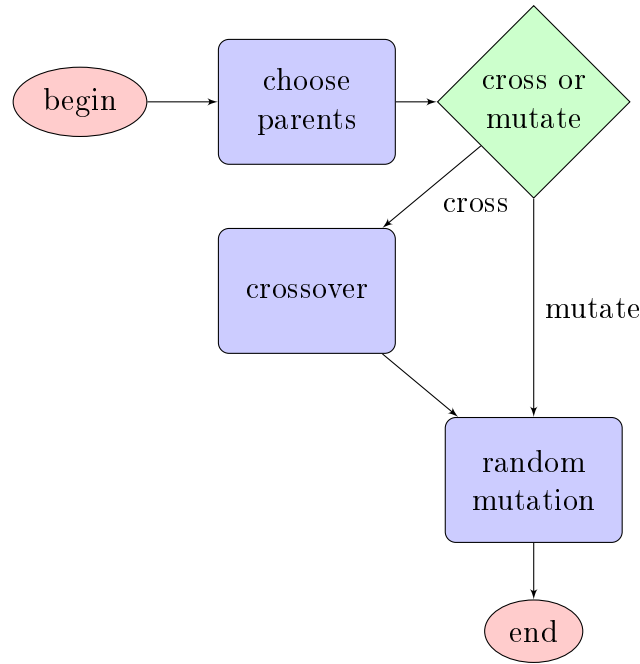 begin
choose
parents
cross or
mutate
cross
crossover
mutate
random
mutation
end